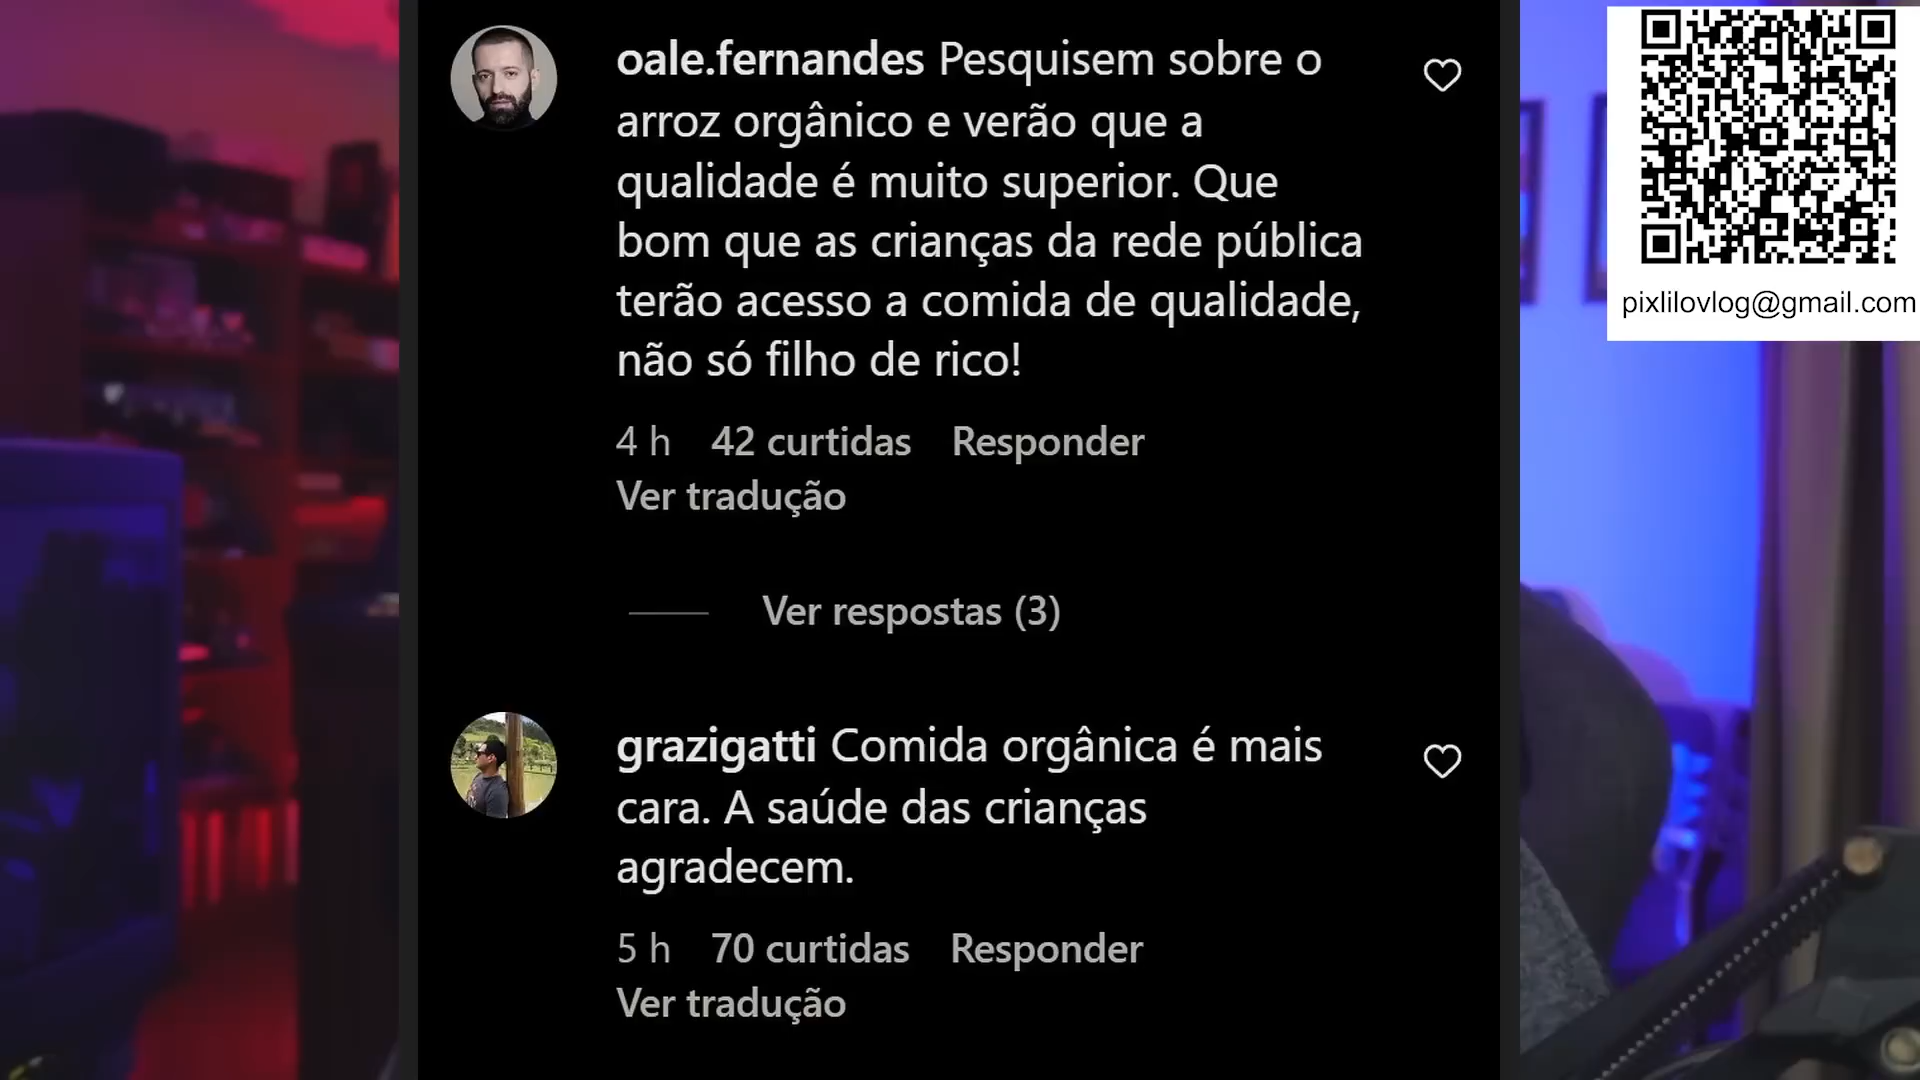 oale.fernandes Pesquisem sobre o
arroz orgânico e verão que a
qualidade é muito superior. Que
bom que as crianças da rede pública
terão acesso a comida de qualidade,
não só filho de rico!
4 h 42 curtidas Responder
Ver tradução
Ver respostas (3)
grazigatti Comida orgânica é mais
cara. A saúde das crianças
agradecem.
5 h 70 curtidas Responder
Ver tradução
pixlilovlog@gmail.com